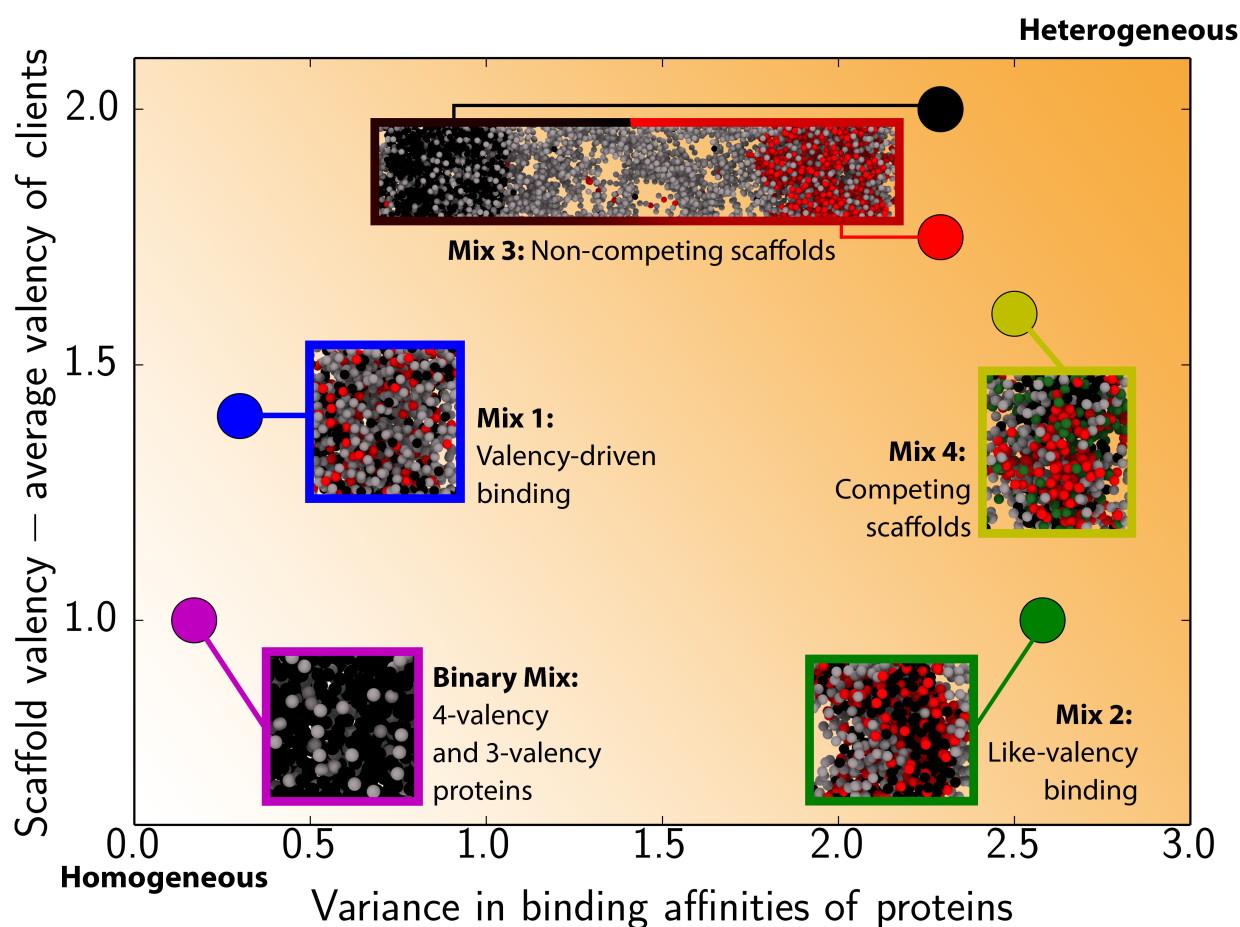 Heterogeneous
Scaffold valency — average valency of clients
2.0
1.5
1.0
Mix 3: Non-competing scaffolds
Mix 1:
Valency-driven
binding
Mix 4:
Competing
scaffolds
Binary Mix:
4-valency
and 3-valency
proteins
Mix 2:
Like-valency
binding
0.0 0.5 1.0 1.5 2.0 2.5 3.0
Homogeneous
Variance in binding affinities of proteins